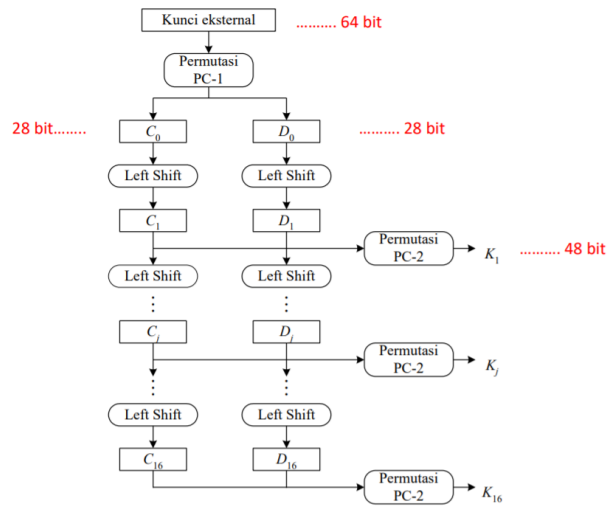 Kunci eksternal
.......... 64 bit
Permutasi
PC-1
28 bit........
C0
D0
.......... 28 bit
Left Shift
Left Shift
C1
D1
Permutasi
PC-2
K1
.......... 48 bit
Left Shift
Left Shift
⋮
⋮
Cj
Dj
Permutasi
PC-2
Kj
⋮
⋮
Left Shift
Left Shift
C16
D16
Permutasi
PC-2
K16